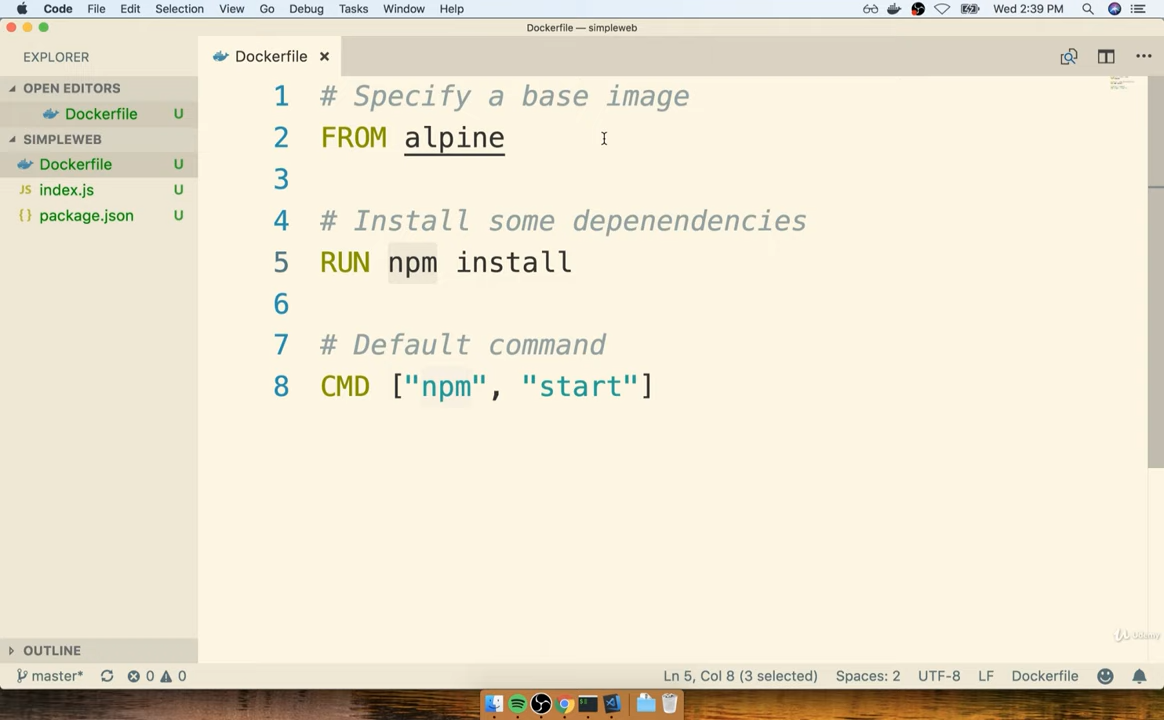 Code File Edit Selection View Go Debug Tasks Window Help Wed 2:39 PM
Dockerfile — simpleweb
EXPLORER
Dockerfile
OPEN EDITORS
Dockerfile U
SIMPLEWEB
Dockerfile U
JS index.js U
{} package.json U
1 # Specify a base image
2 FROM alpine
3
4 # Install some depenendencies
5 RUN npm install
6
7 # Default command
8 CMD ["npm", "start"]
Udemy
OUTLINE
master* 0 0 Ln 5, Col 8 (3 selected) Spaces: 2 UTF-8 LF Dockerfile